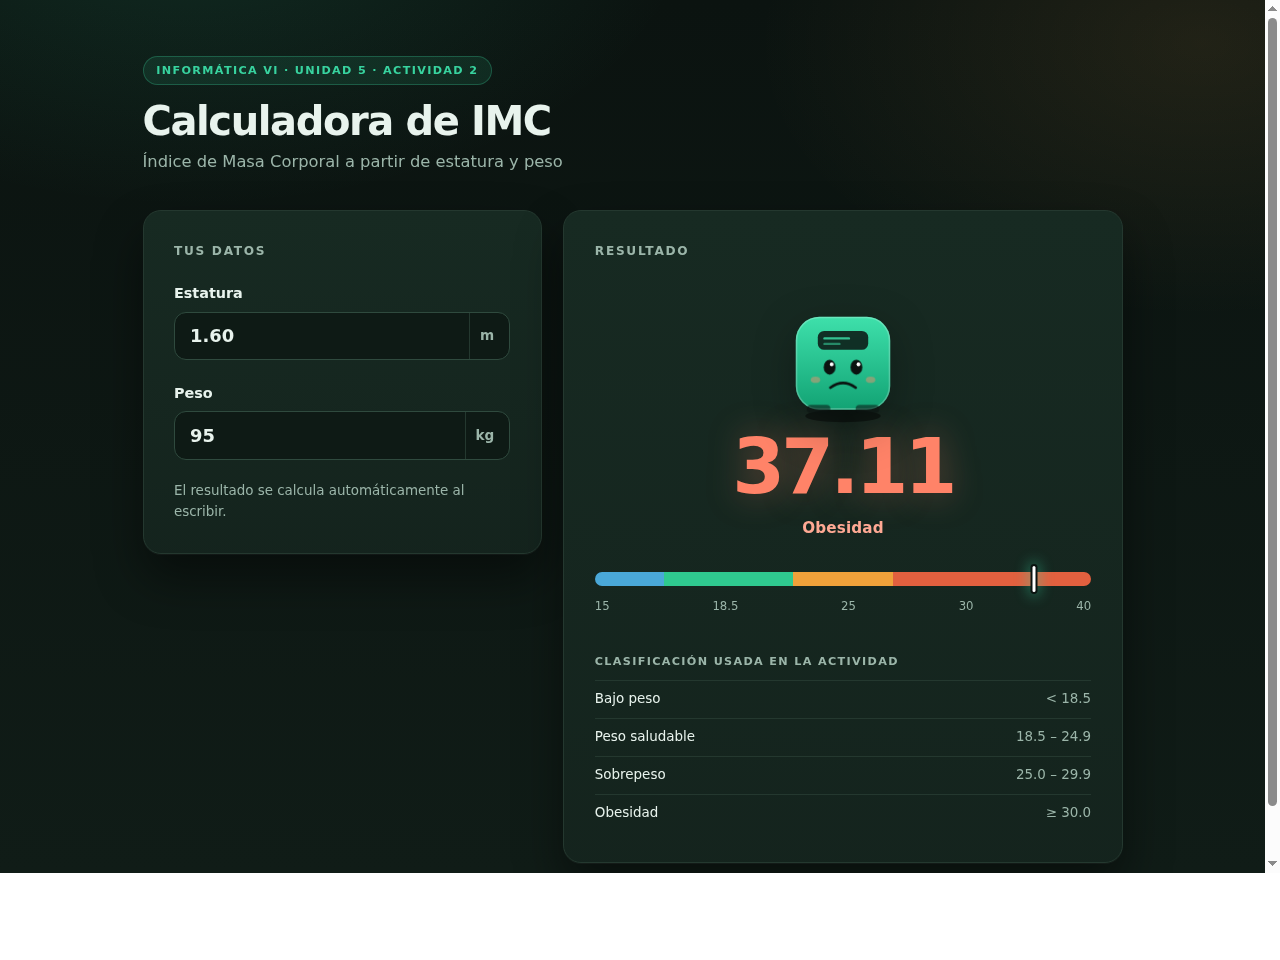 INFORMÁTICA VI · UNIDAD 5 · ACTIVIDAD 2
Calculadora de IMC
Índice de Masa Corporal a partir de estatura y peso
TUS DATOS
Estatura
1.60 m
Peso
95 kg
El resultado se calcula automáticamente al
escribir.
RESULTADO
37.11
Obesidad
15 18.5 25 30 40
CLASIFICACIÓN USADA EN LA ACTIVIDAD
Bajo peso < 18.5
Peso saludable 18.5 – 24.9
Sobrepeso 25.0 – 29.9
Obesidad ≥ 30.0